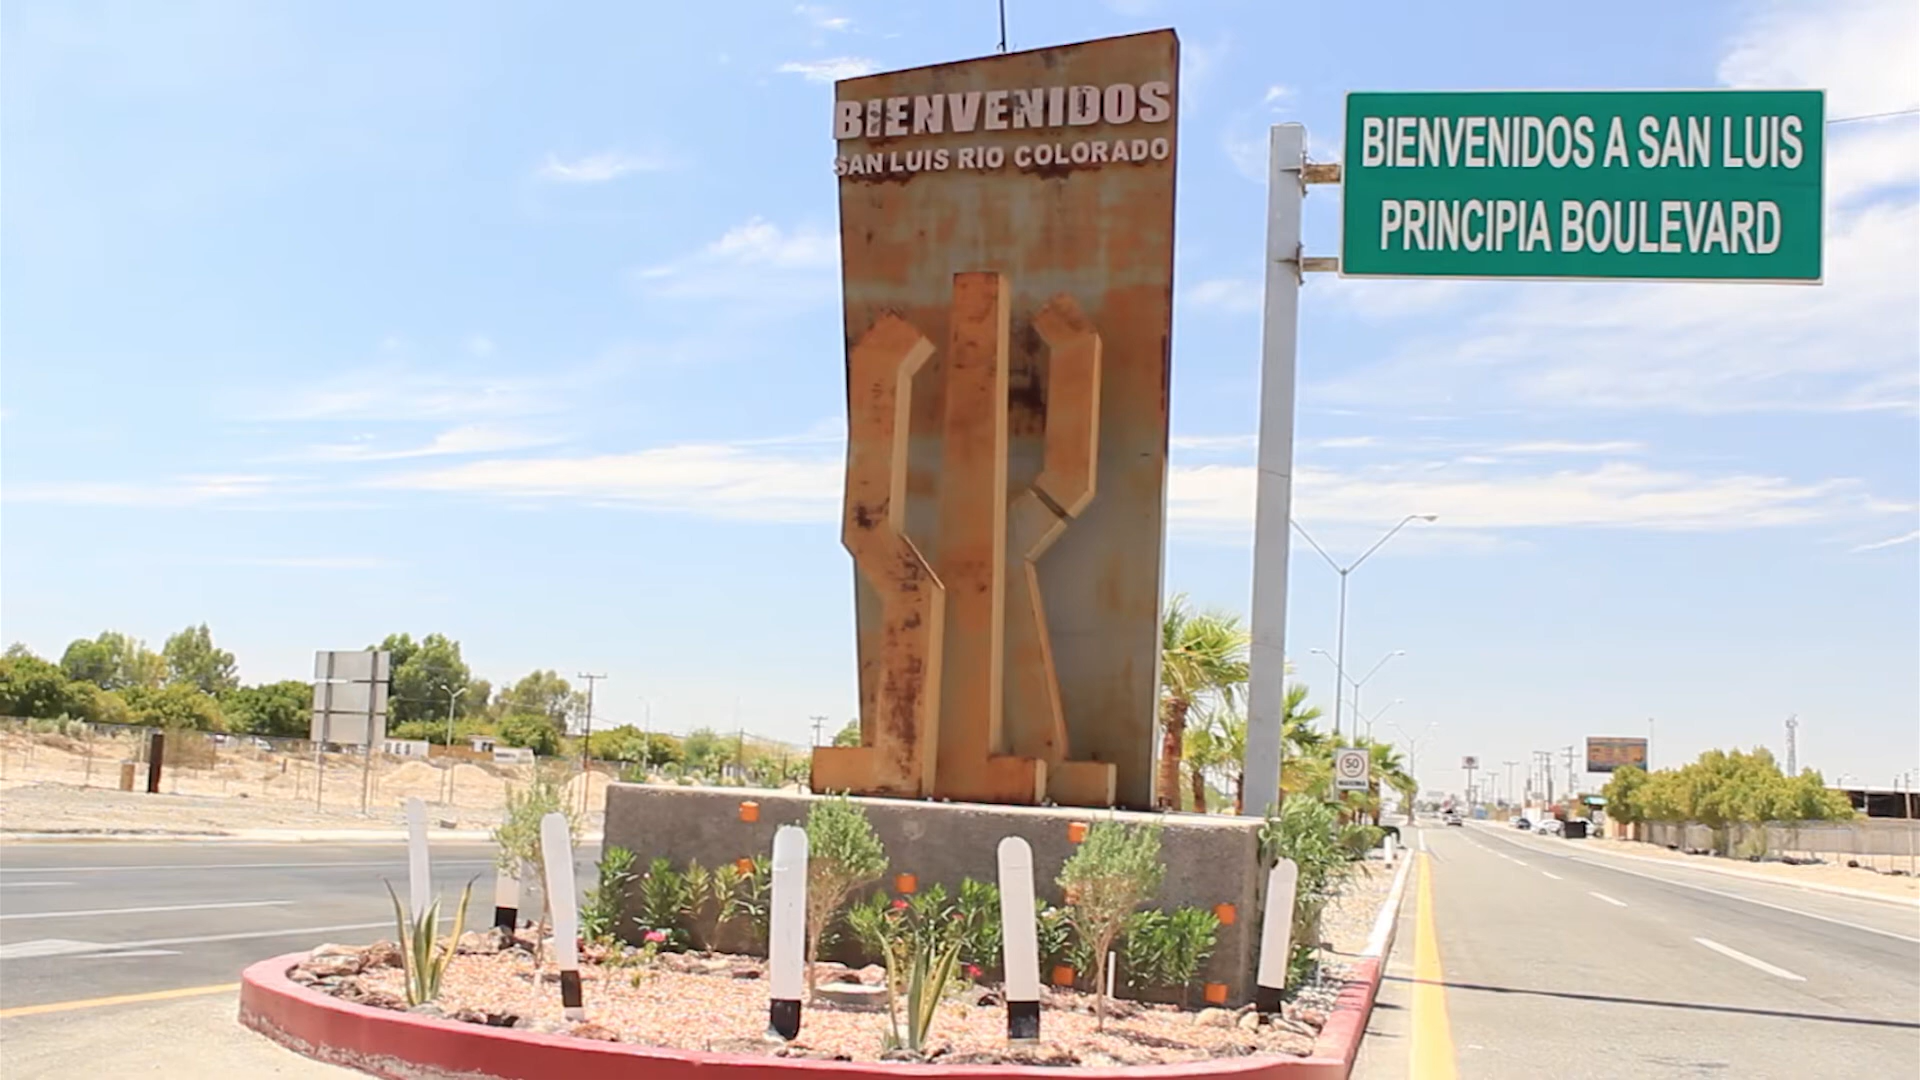 BIENVENIDOS
SAN LUIS RIO COLORADO
BIENVENIDOS A SAN LUIS
PRINCIPIA BOULEVARD
50